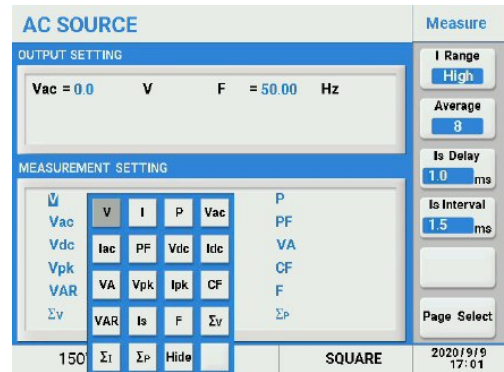 AC SOURCE
Measure
OUTPUT SETTING
Vac = 0.0 V F = 50.00 Hz
MEASUREMENT SETTING
V P
Vac PF
Vdc VA
Vpk CF
VAR F
Σv ΣP
V I P Vac
Iac PF Vdc Idc
VA Vpk Ipk CF
VAR Is F Σv
ΣI ΣP Hide
I Range
High
Average
8
Is Delay
1.0 ms
Is Interval
1.5 ms
Page Select
150
SQUARE
2020/9/9
17:01